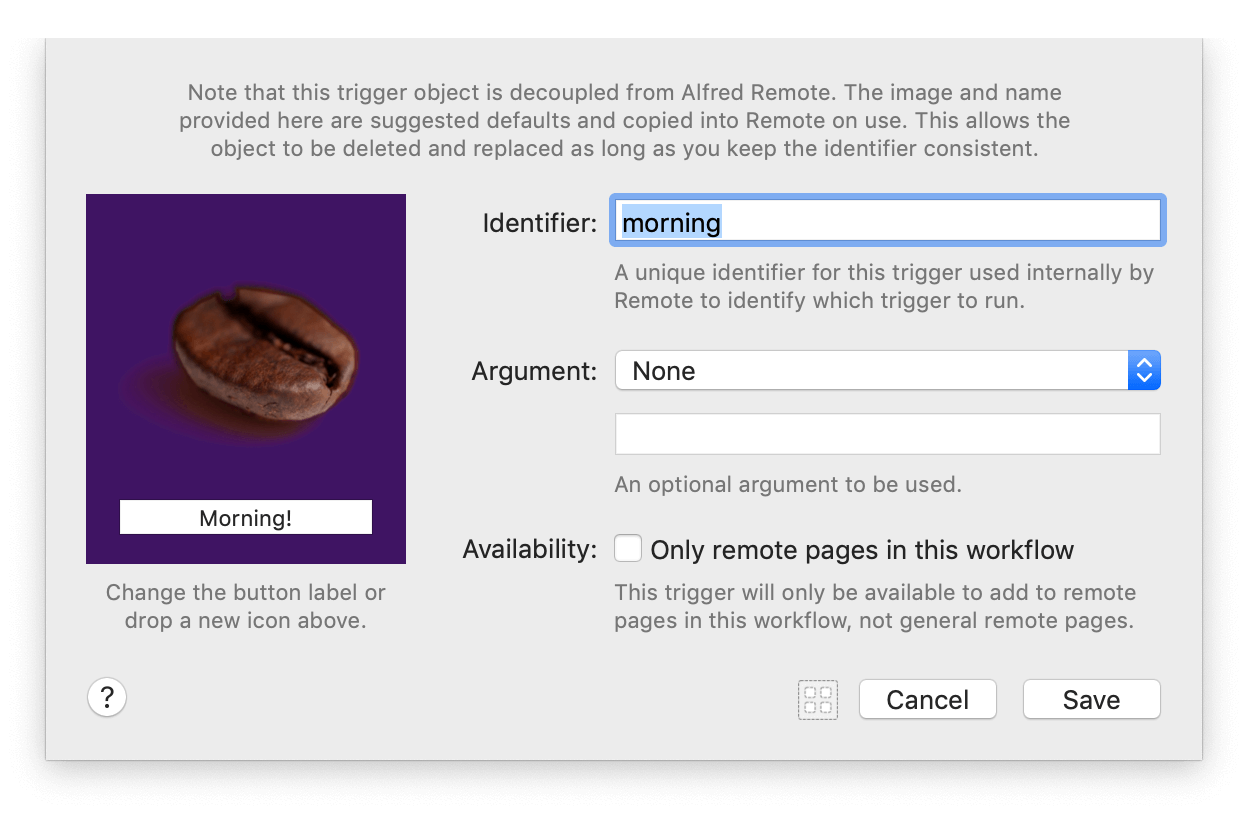 Note that this trigger object is decoupled from Alfred Remote. The image and name
provided here are suggested defaults and copied into Remote on use. This allows the
object to be deleted and replaced as long as you keep the identifier consistent.
Identifier: morning
A unique identifier for this trigger used internally by
Remote to identify which trigger to run.
Argument: None
An optional argument to be used.
Morning!
Availability: Only remote pages in this workflow
Change the button label or
drop a new icon above.
This trigger will only be available to add to remote
pages in this workflow, not general remote pages.
? Cancel Save